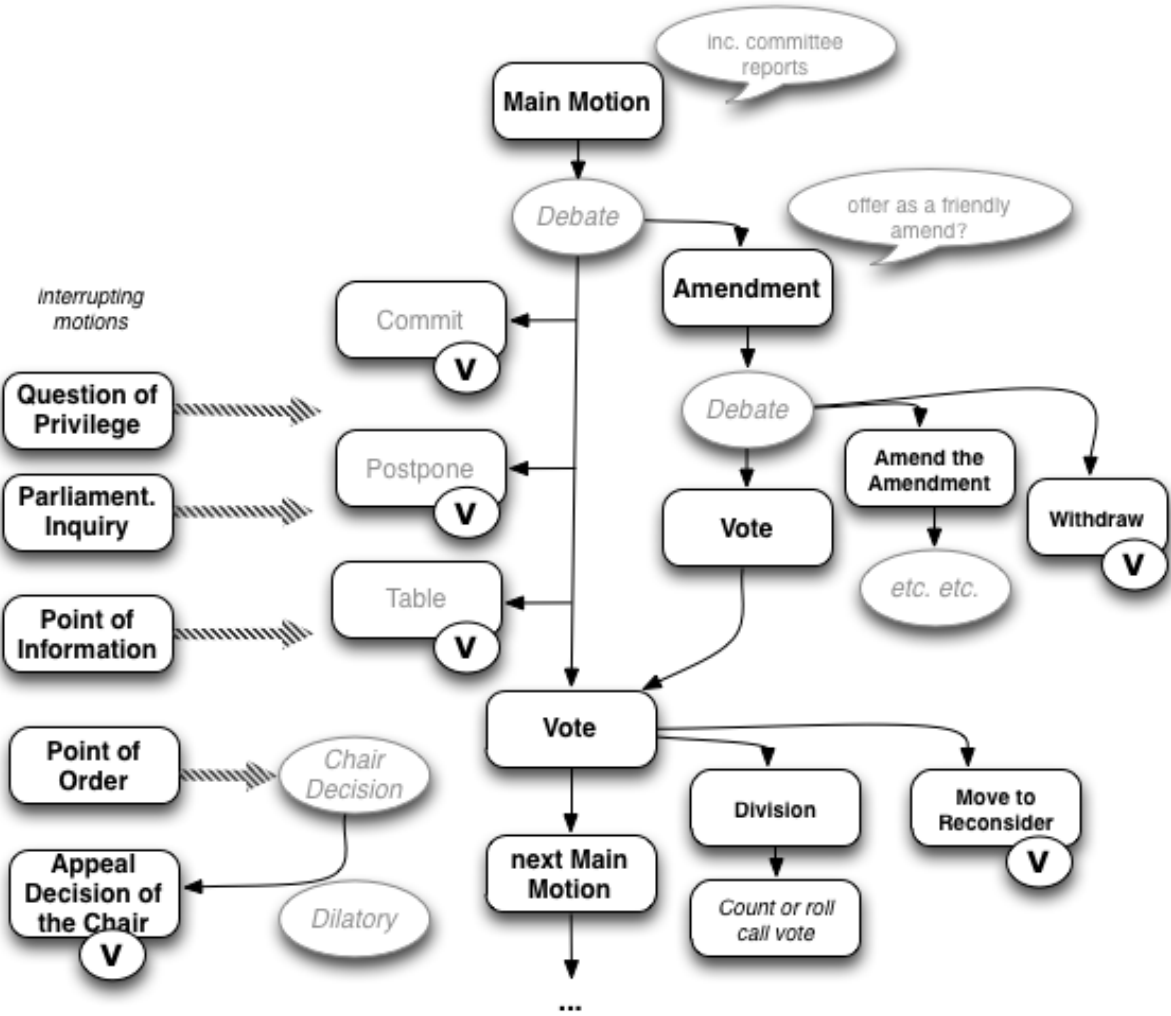 inc. committee
reports
Main Motion
Debate
offer as a friendly
amend?
Amendment
interrupting
motions
Commit
V
Question of
Privilege
Debate
Postpone
V
Amend the
Amendment
Parliament.
Inquiry
Vote
Withdraw
V
Table
V
etc. etc.
Point of
Information
Vote
Point of
Order
Chair
Decision
Division
Move to
Reconsider
V
Appeal
Decision of
the Chair
V
Dilatory
next Main
Motion
Count or roll
call vote
...